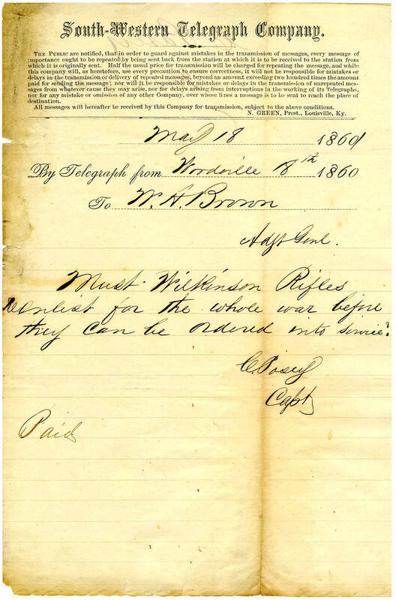 South-Western Telegraph Company.
THE PUBLIC are notified, that in order to guard against mistakes in the transmission of messages, every message of
importance ought to be repeated by being sent back from the station at which it is to be received to the station from
which it is originally sent. Half the usual price for transmission will be charged for repeating the message, and while
this company will, as heretofore, use every precaution to ensure correctness, it will not be responsible for mistakes or
delays in the transmission or delivery of repeated messages, beyond an amount exceeding two hundred times the amount
paid for sending the message; nor will it be responsible for mistakes or delays in the transmission of unrepeated mes-
sages from whatever cause they may arise, nor for delays arising from interruptions in the working of its Telegraphs,
nor for any mistake or omission of any other Company, over whose lines a message is to be sent to reach the place of
destination.
All messages will hereafter be received by this Company for transmission, subject to the above conditions.
N. GREEN, Prest., Louisville, Ky.
May 18 1861
By Telegraph from Woodville 18th 1860
To W. H. Brown
Adjt Genl.
Must Wilkinson Rifles
enlist for the whole war before
they can be ordered into service?
C Posey
Capt
Paid